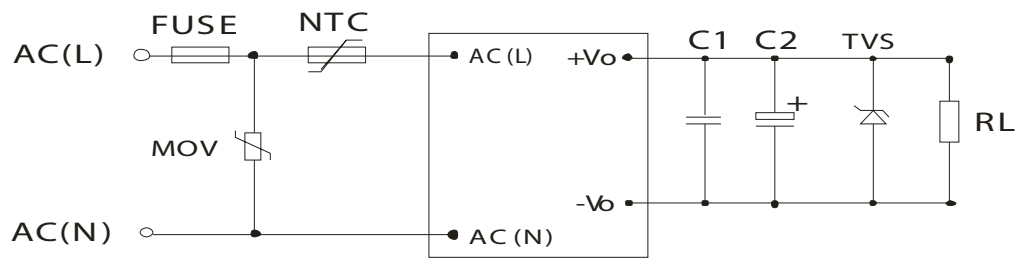 FUSE
NTC
AC(L)
AC(L)
+Vo
C1
C2
TVS
+
RL
MOV
-Vo
AC(N)
AC(N)